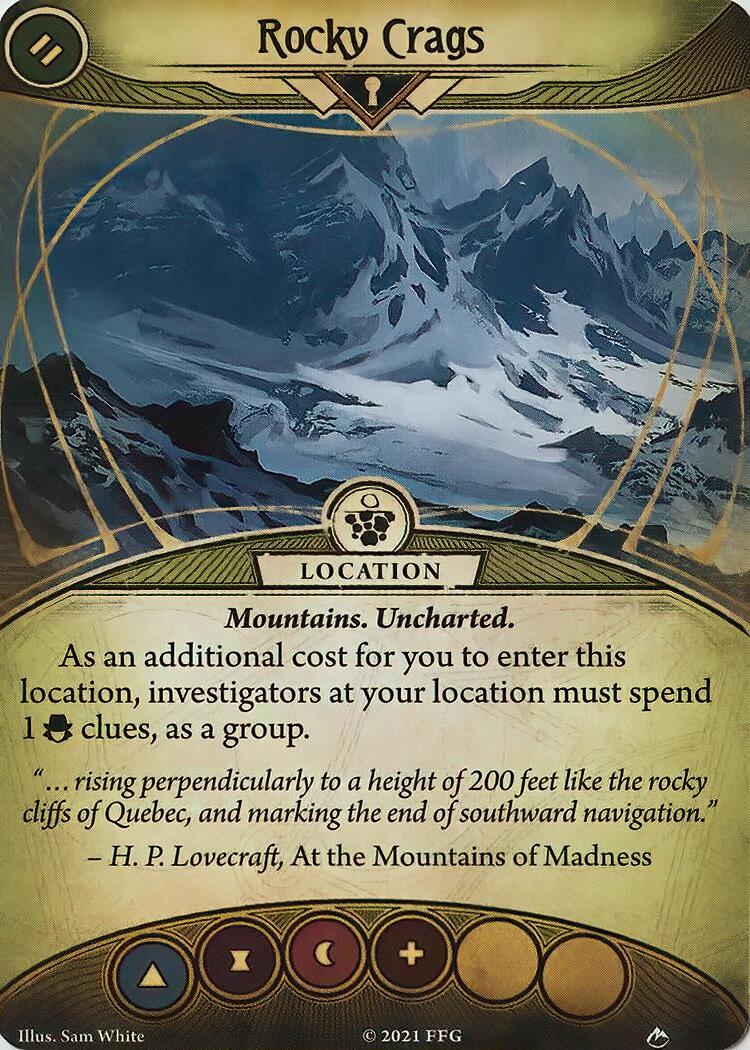 Rocky Crags
LOCATION
Mountains. Uncharted.
As an additional cost for you to enter this
location, investigators at your location must spend
1 clues, as a group.
“… rising perpendicularly to a height of 200 feet like the rocky
cliffs of Quebec, and marking the end of southward navigation.”
– H. P. Lovecraft, At the Mountains of Madness
Illus. Sam White
© 2021 FFG